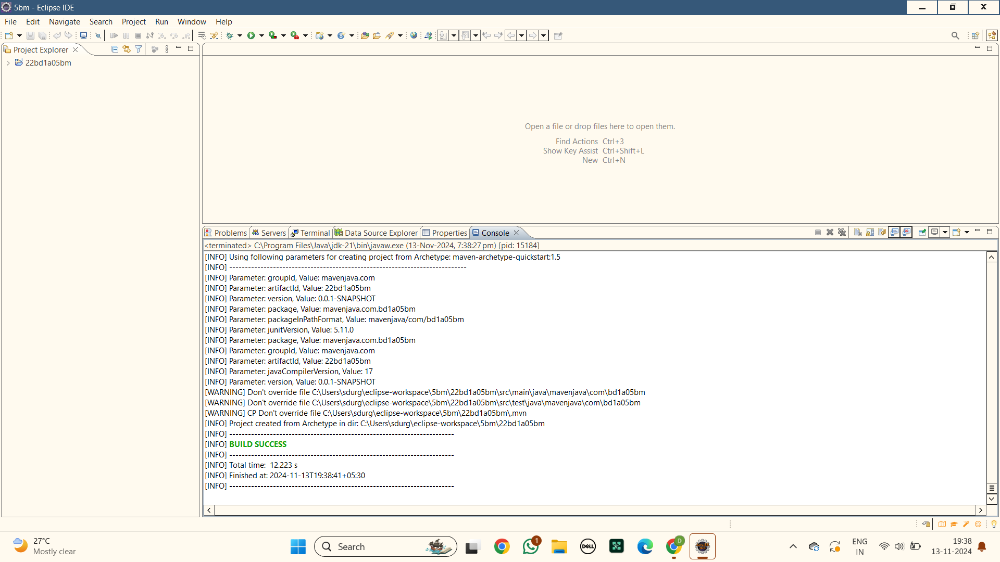 5bm - Eclipse IDE
File Edit Navigate Search Project Run Window Help
Project Explorer
22bd1a05bm
Open a file or drop files here to open them.
Find Actions Ctrl+3
Show Key Assist Ctrl+Shift+L
New Ctrl+N
Problems Servers Terminal Data Source Explorer Properties Console
<terminated> C:\Program Files\Java\jdk-21\bin\javaw.exe (13-Nov-2024, 7:38:27 pm) [pid: 15184]
[INFO] Using following parameters for creating project from Archetype: maven-archetype-quickstart:1.5
[INFO] ----------------------------------------------------------------------------
[INFO] Parameter: groupId, Value: mavenjava.com
[INFO] Parameter: artifactId, Value: 22bd1a05bm
[INFO] Parameter: version, Value: 0.0.1-SNAPSHOT
[INFO] Parameter: package, Value: mavenjava.com.bd1a05bm
[INFO] Parameter: packageInPathFormat, Value: mavenjava/com/bd1a05bm
[INFO] Parameter: junitVersion, Value: 5.11.0
[INFO] Parameter: package, Value: mavenjava.com.bd1a05bm
[INFO] Parameter: groupId, Value: mavenjava.com
[INFO] Parameter: artifactId, Value: 22bd1a05bm
[INFO] Parameter: javaCompilerVersion, Value: 17
[INFO] Parameter: version, Value: 0.0.1-SNAPSHOT
[WARNING] Don't override file C:\Users\sdurg\eclipse-workspace\5bm\22bd1a05bm\src\main\java\mavenjava\com\bd1a05bm
[WARNING] Don't override file C:\Users\sdurg\eclipse-workspace\5bm\22bd1a05bm\src\test\java\mavenjava\com\bd1a05bm
[WARNING] CP Don't override file C:\Users\sdurg\eclipse-workspace\5bm\22bd1a05bm\.mvn
[INFO] Project created from Archetype in dir: C:\Users\sdurg\eclipse-workspace\5bm\22bd1a05bm
[INFO] ------------------------------------------------------------------------
[INFO] BUILD SUCCESS
[INFO] ------------------------------------------------------------------------
[INFO] Total time:  12.223 s
[INFO] Finished at: 2024-11-13T19:38:41+05:30
[INFO] ------------------------------------------------------------------------
27°C
Mostly clear
Search
1
DELL
D
ENG
IN
19:38
13-11-2024